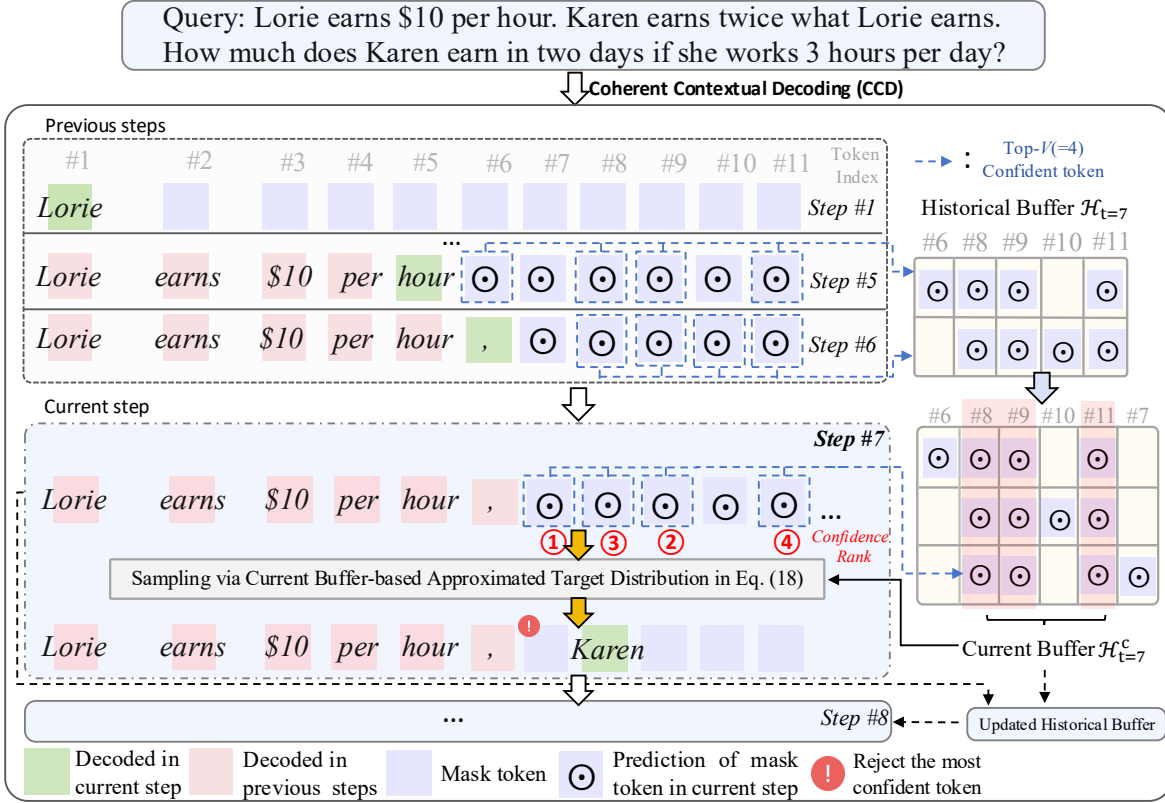 Query: Lorie earns $10 per hour. Karen earns twice what Lorie earns.
How much does Karen earn in two days if she works 3 hours per day?
Coherent Contextual Decoding (CCD)
Previous steps
#1 #2 #3 #4 #5 #6 #7 #8 #9 #10 #11 Token Index
Lorie Step #1
...
Lorie earns $10 per hour Step #5
Lorie earns $10 per hour , Step #6
: Top-V(=4)
Confident token
Historical Buffer ℋt=7
#6 #8 #9 #10 #11
Current step
#6 #8 #9 #10 #11 #7
Step #7
Lorie earns $10 per hour , ...
① ③ ② ④ Confidence
Rank
Sampling via Current Buffer-based Approximated Target Distribution in Eq. (18)
! 
Lorie earns $10 per hour , Karen
Current Buffer ℋᶜt=7
... Step #8
Updated Historical Buffer
Decoded in
current step
Decoded in
previous steps
Mask token
Prediction of mask
token in current step
! Reject the most
confident token